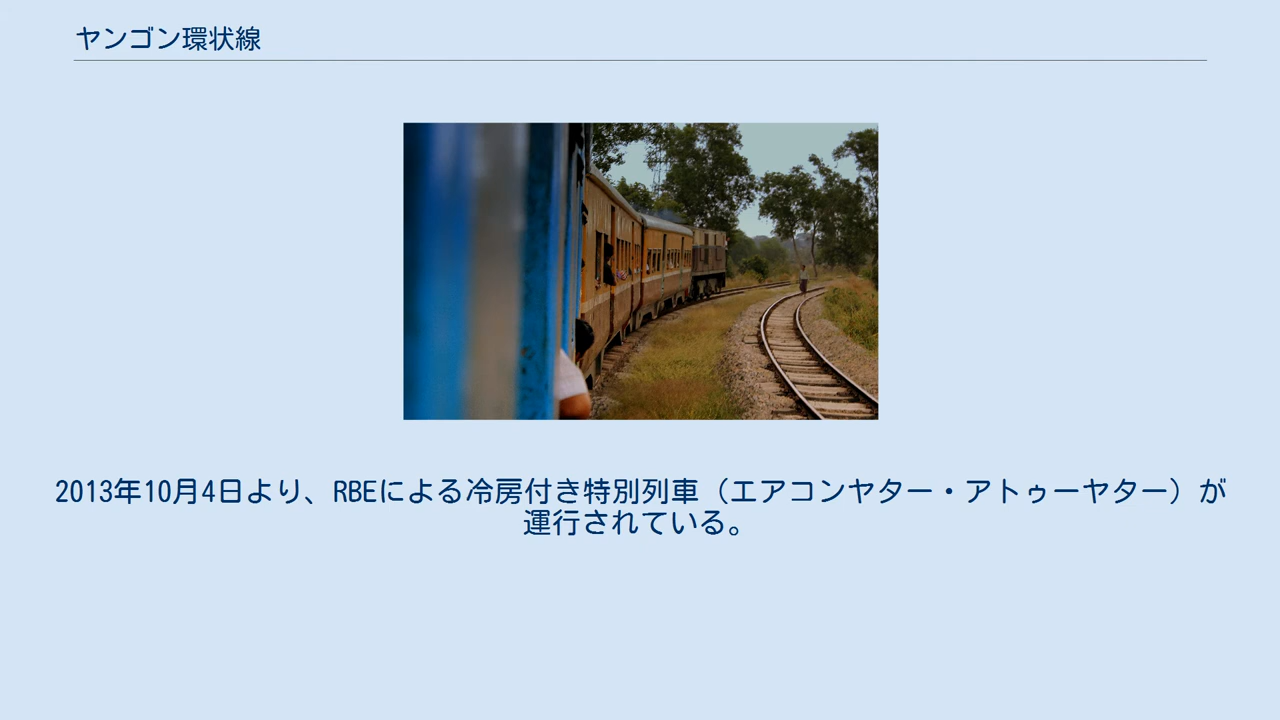 ヤンゴン環状線
2013年10月4日より、RBEによる冷房付き特別列車（エアコンヤター・アトゥーヤター）が
運行されている。